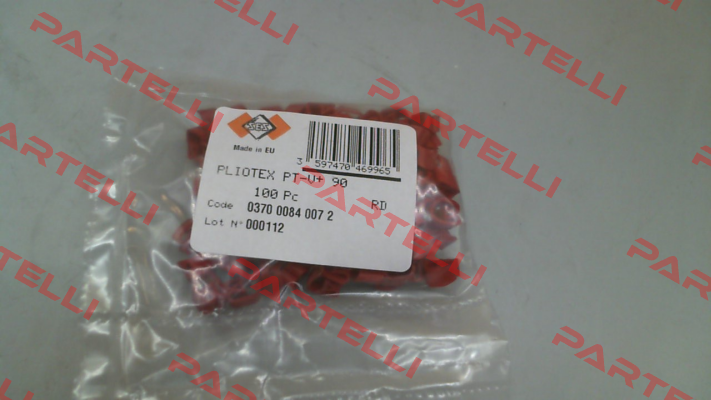 Made in EU
3 597470 469965
PLIOTEX PT-V+ 90
100 Pc RD
Code 0370 0084 007 2
Lot N° 000112
PARTELLI
PARTELLI
PARTELLI
PARTELLI
PARTELLI
PARTELLI
PARTELLI
PARTELLI
PARTELLI